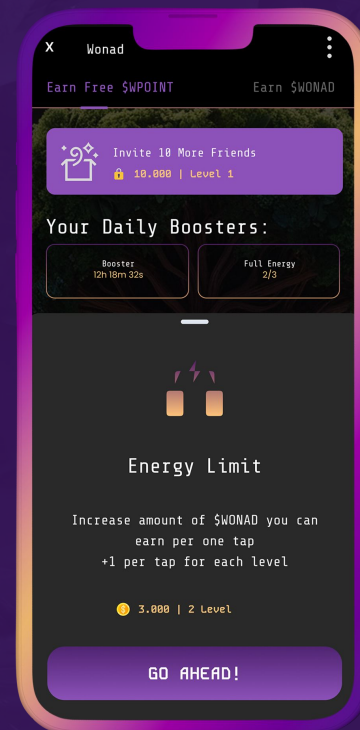 X Wonad
Earn Free $WPOINT Earn $WONAD
Invite 10 More Friends
10.000 | Level 1
Your Daily Boosters:
Booster
12h 18m 32s
Full Energy
2/3
Energy Limit
Increase amount of $WONAD you can
earn per one tap
+1 per tap for each level
$ 3.000 | 2 Level
GO AHEAD!